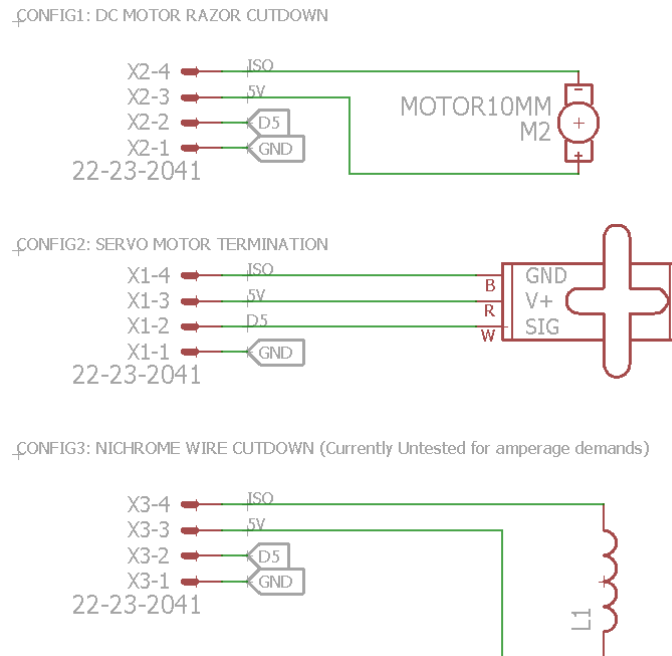 CONFIG1: DC MOTOR RAZOR CUTDOWN
X2-4 ISO
X2-3 5V
X2-2 D5
X2-1 GND
22-23-2041
MOTOR10MM
M2
- 
+
CONFIG2: SERVO MOTOR TERMINATION
X1-4 ISO B GND
X1-3 5V R V+
X1-2 D5 W SIG
X1-1 GND
22-23-2041
CONFIG3: NICHROME WIRE CUTDOWN (Currently Untested for amperage demands)
X3-4 ISO
X3-3 5V
X3-2 D5
X3-1 GND
22-23-2041
L1